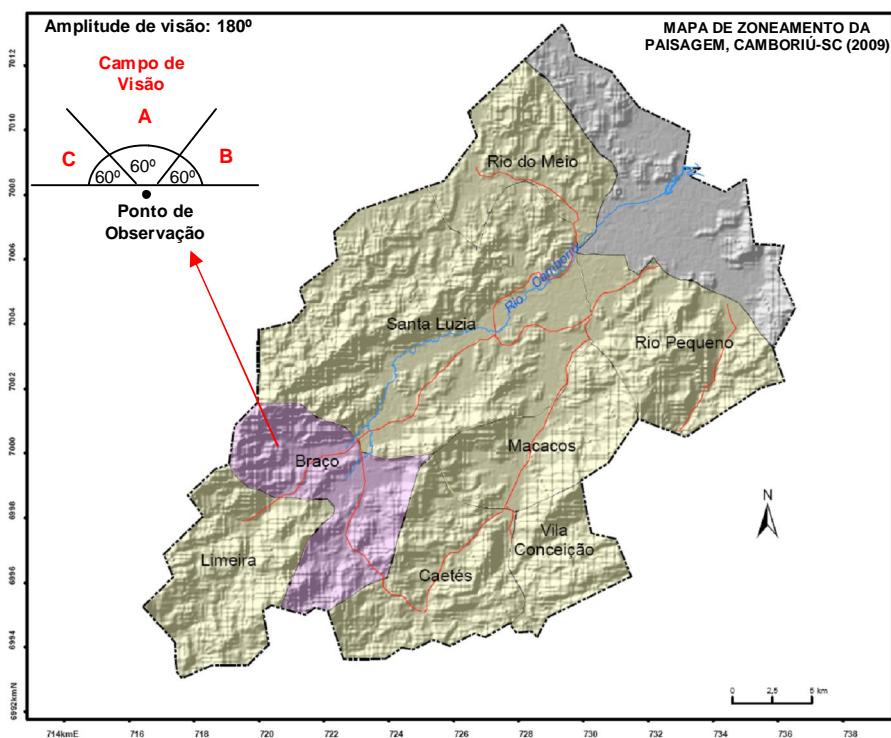 Amplitude de visão: 180º
MAPA DE ZONEAMENTO DA
PAISAGEM, CAMBORIÚ-SC (2009)
Campo de
Visão
A
C
B
60º
60º
60º
Ponto de
Observação
Rio do Meio
Rio Camboriú
Santa Luzia
Rio Pequeno
Macacos
Braço
Vila
Conceição
Limeira
Caetés
N
0 2,5 5 km
7012
7010
7008
7006
7004
7002
7000
6998
6996
6994
6992kmN
714kmE 716 718 720 722 724 726 728 730 732 734 736 738